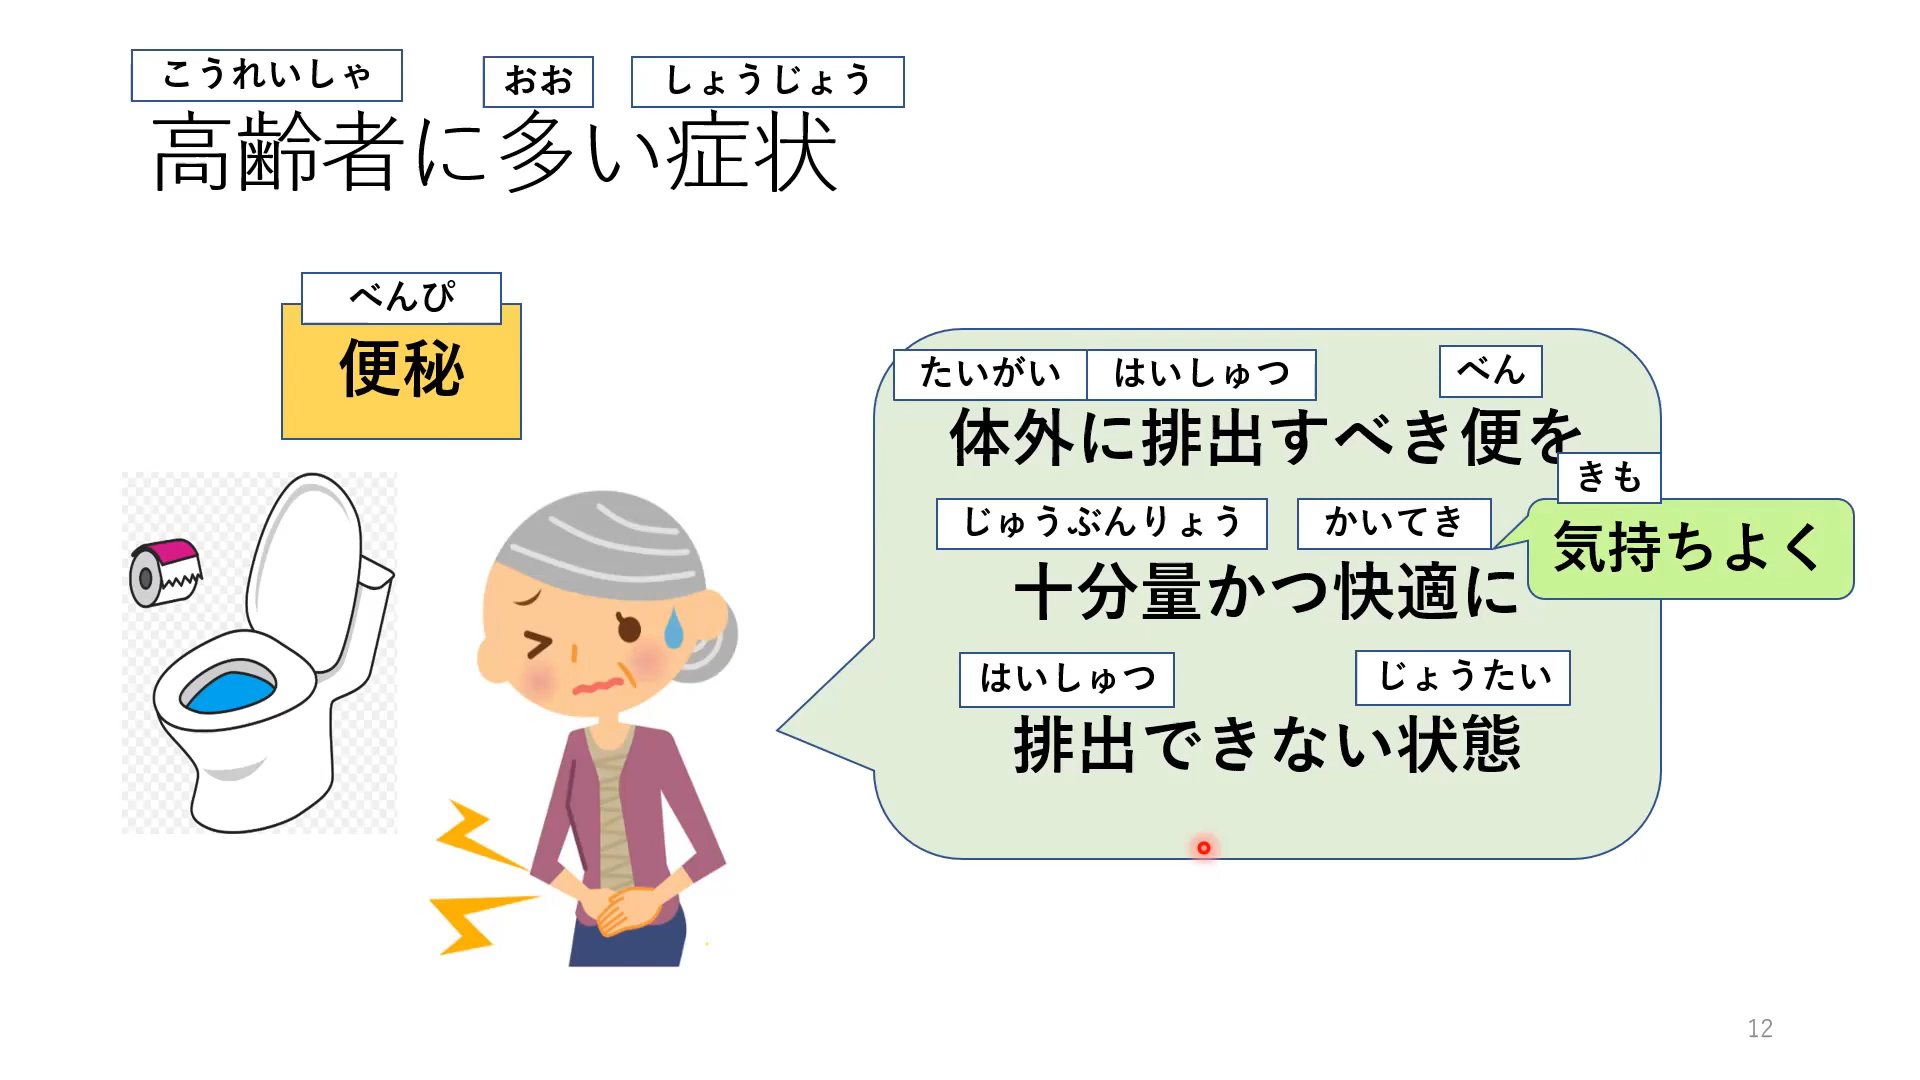 こうれいしゃ おお しょうじょう
高齢者に多い症状
べんぴ
便秘
たいがい はいしゅつ べん
体外に排出すべき便を
じゅうぶんりょう かいてき
十分量かつ快適に
きも
気持ちよく
はいしゅつ じょうたい
排出できない状態
12